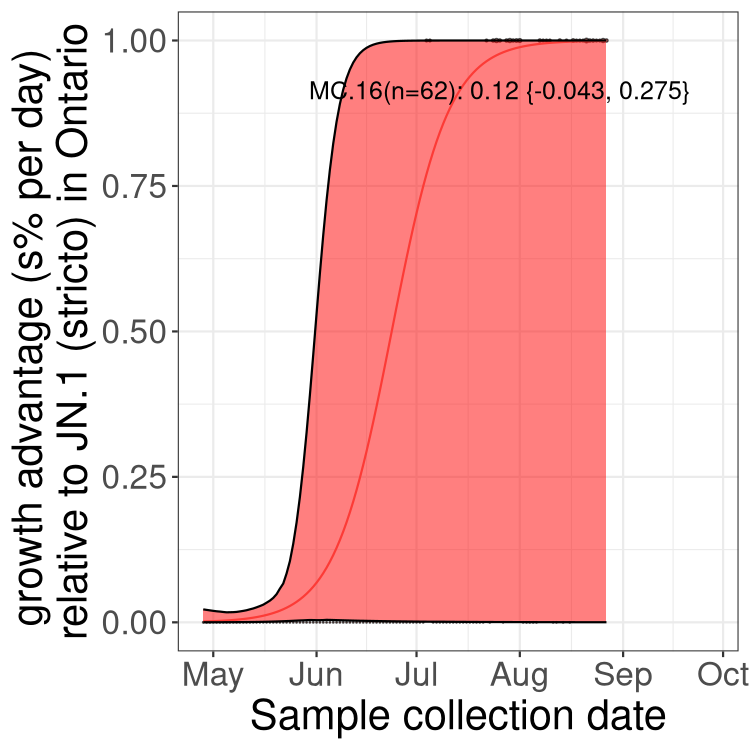 growth advantage (s% per day)
relative to JN.1 (stricto) in Ontario
1.00
0.75
0.50
0.25
0.00
MC.16(n=62): 0.12 {-0.043, 0.275}
May Jun Jul Aug Sep Oct
Sample collection date